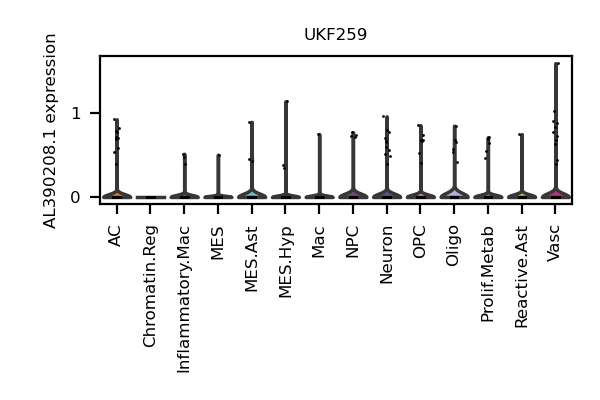 UKF259
AL390208.1 expression
1
0
AC
Chromatin.Reg
Inflammatory.Mac
MES
MES.Ast
MES.Hyp
Mac
NPC
Neuron
OPC
Oligo
Prolif.Metab
Reactive.Ast
Vasc